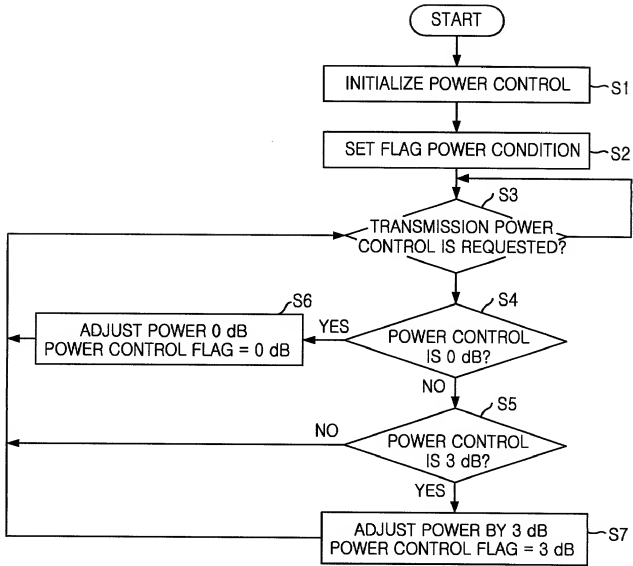 START
INITIALIZE POWER CONTROL
S1
SET FLAG POWER CONDITION
S2
S3
TRANSMISSION POWER
CONTROL IS REQUESTED?
S6
ADJUST POWER 0 dB
POWER CONTROL FLAG = 0 dB
YES
S4
POWER CONTROL
IS 0 dB?
NO
S5
NO
POWER CONTROL
IS 3 dB?
YES
ADJUST POWER BY 3 dB
POWER CONTROL FLAG = 3 dB
S7